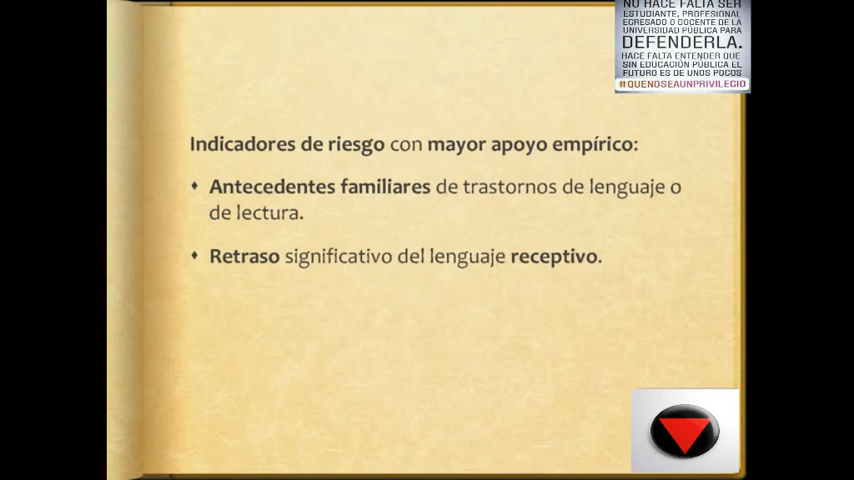 NO HACE FALTA SER
ESTUDIANTE, PROFESIONAL
EGRESADO O DOCENTE DE LA
UNIVERSIDAD PÚBLICA PARA
DEFENDERLA.
HACE FALTA ENTENDER QUE
SIN EDUCACIÓN PÚBLICA EL
FUTURO ES DE UNOS POCOS
#QUENOSEAUNPRIVILEGIO
Indicadores de riesgo con mayor apoyo empírico:
Antecedentes familiares de trastornos de lenguaje o
de lectura.
Retraso significativo del lenguaje receptivo.